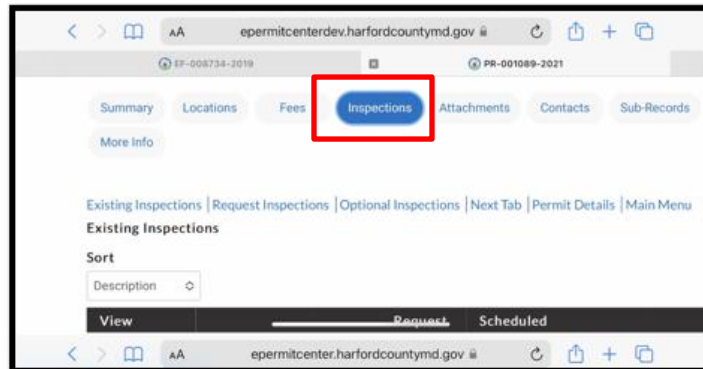 AA epermitcenterdev.harfordcountymd.gov
EF-008734-2019 PR-001089-2021
Summary Locations Fees Inspections Attachments Contacts Sub-Records
More Info
Existing Inspections | Request Inspections | Optional Inspections | Next Tab | Permit Details | Main Menu
Existing Inspections
Sort
Description
View Request Scheduled
AA epermitcenter.harfordcountymd.gov